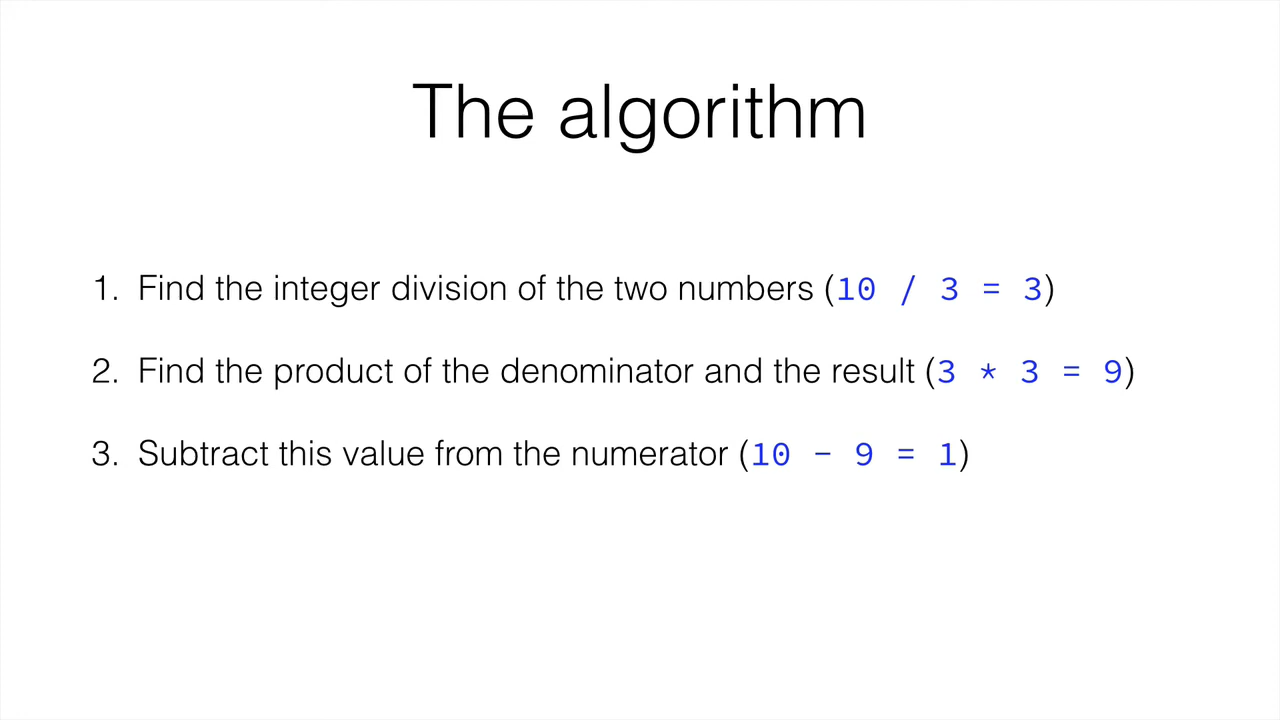 The algorithm
1. Find the integer division of the two numbers (10 / 3 = 3)
2. Find the product of the denominator and the result (3 * 3 = 9)
3. Subtract this value from the numerator (10 - 9 = 1)